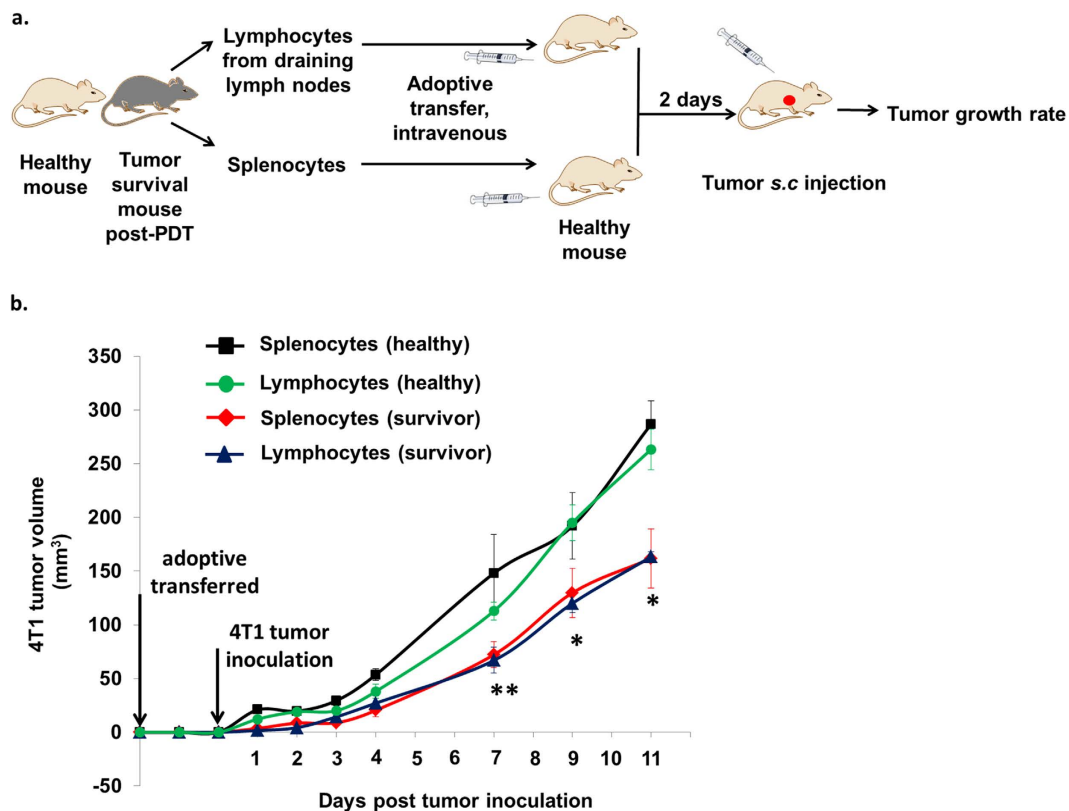 a.
Lymphocytes
from draining
lymph nodes
Adoptive
transfer,
intravenous
2 days
Tumor growth rate
Healthy
mouse
Tumor
survival
mouse
post-PDT
Splenocytes
Tumor s.c injection
Healthy
mouse
b.
Splenocytes (healthy)
Lymphocytes (healthy)
Splenocytes (survivor)
Lymphocytes (survivor)
4T1 tumor volume
(mm³)
350
300
250
200
150
100
50
0
-50
adoptive
transferred
4T1 tumor
inoculation
**
*
*
1 2 3 4 5 6 7 8 9 10 11
Days post tumor inoculation